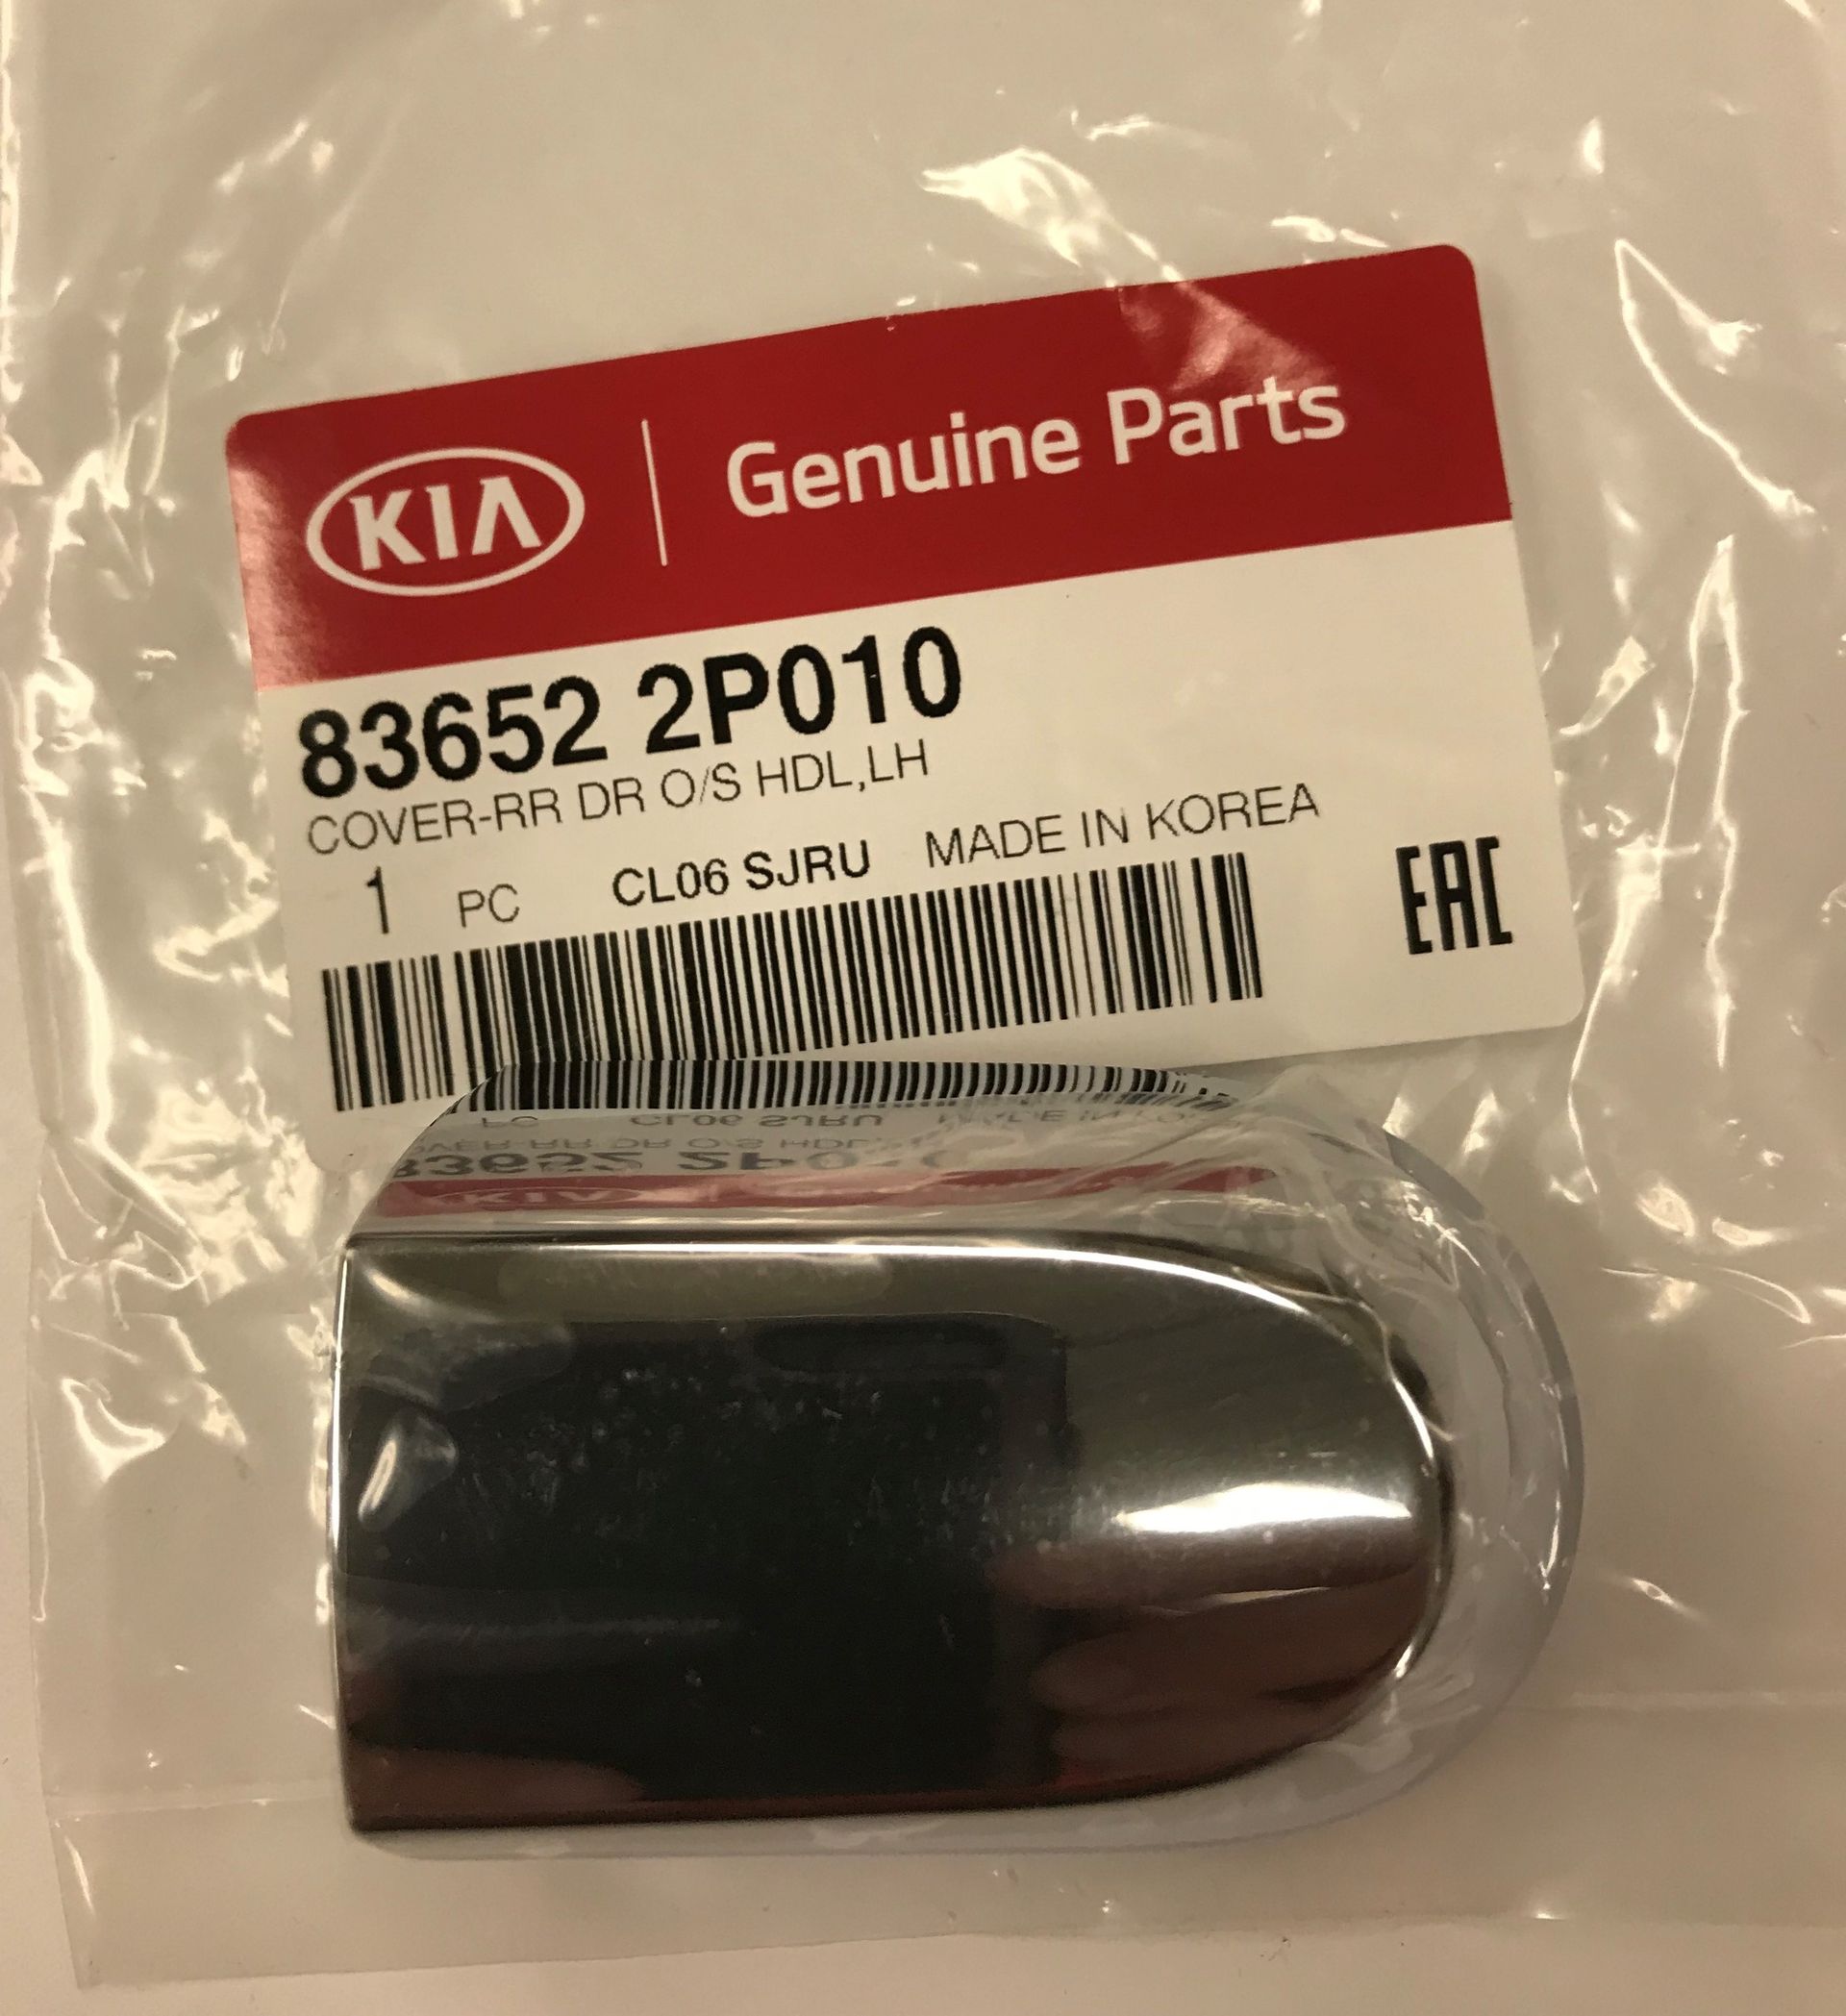 KIA Genuine Parts
83652 2P010
COVER-RR DR O/S HDL,LH
1 PC CL06 SJRU MADE IN KOREA
EAC